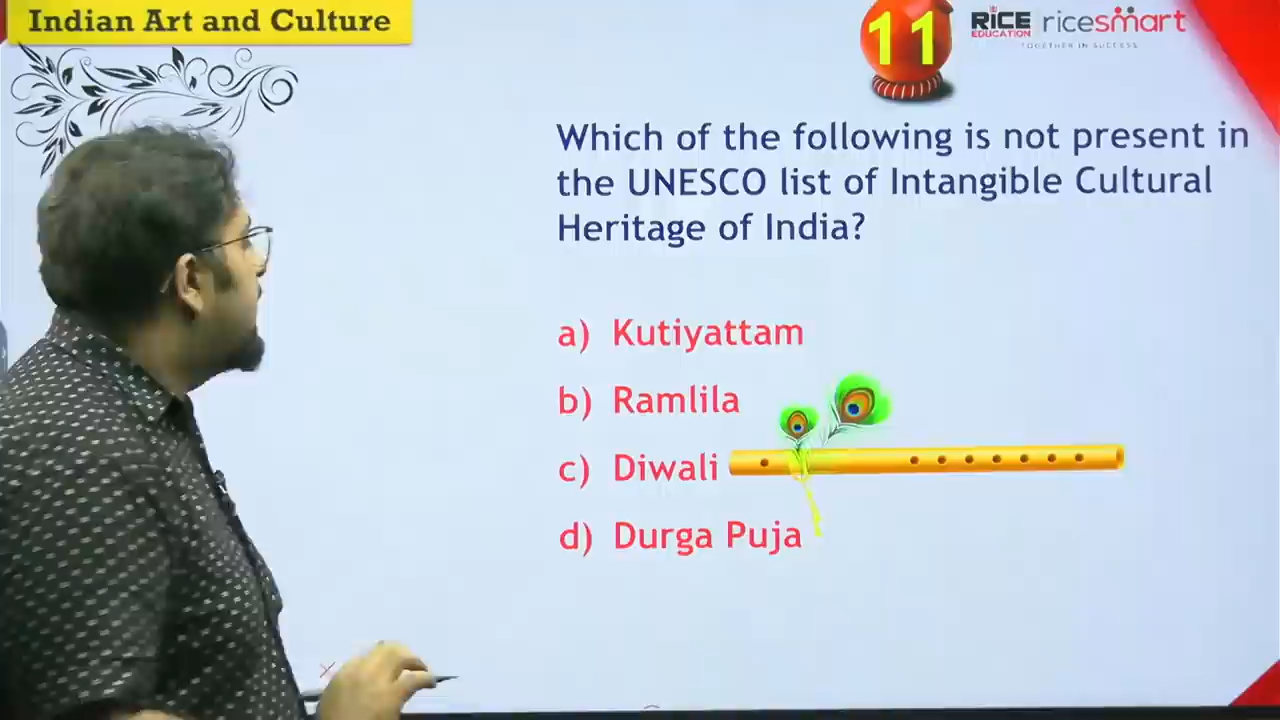 Indian Art and Culture
11
RICE
EDUCATION
ricesmart
TOGETHER IN SUCCESS
Which of the following is not present in
the UNESCO list of Intangible Cultural
Heritage of India?
a) Kutiyattam
b) Ramlila
c) Diwali
d) Durga Puja